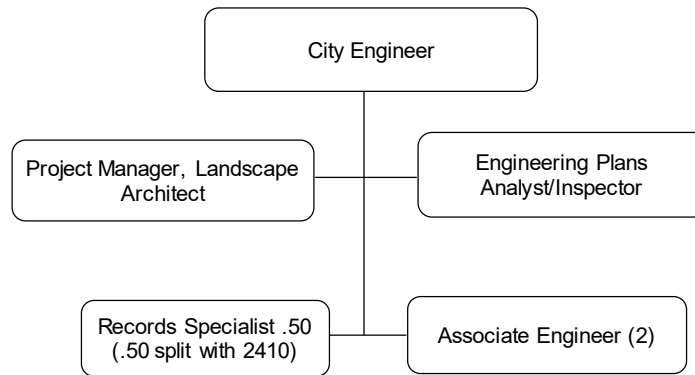 City Engineer
Project Manager, Landscape
Architect
Engineering Plans
Analyst/Inspector
Records Specialist .50
(.50 split with 2410)
Associate Engineer (2)